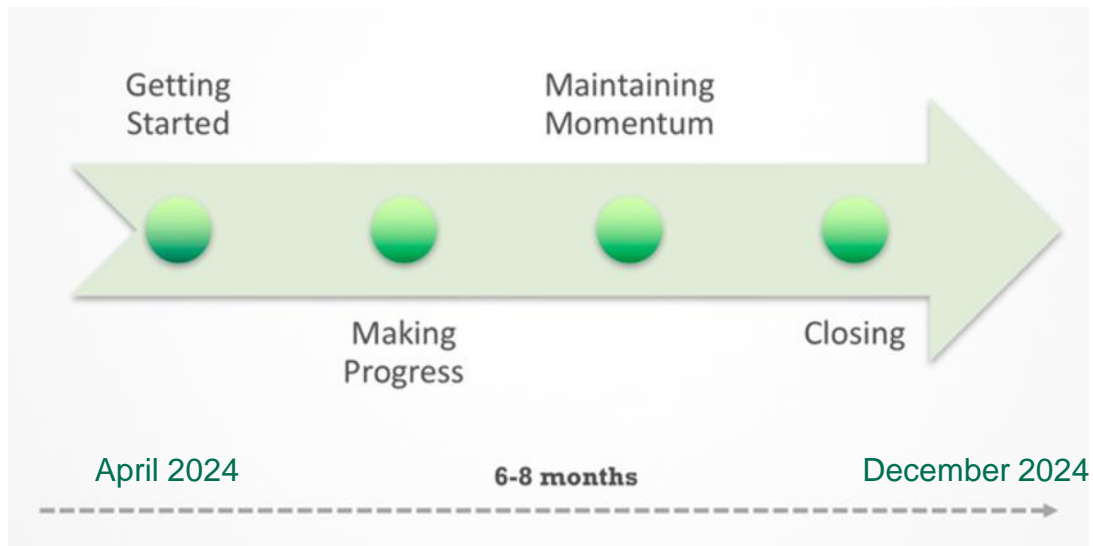 Getting
Started
Maintaining
Momentum
Making
Progress
Closing
April 2024
6-8 months
December 2024